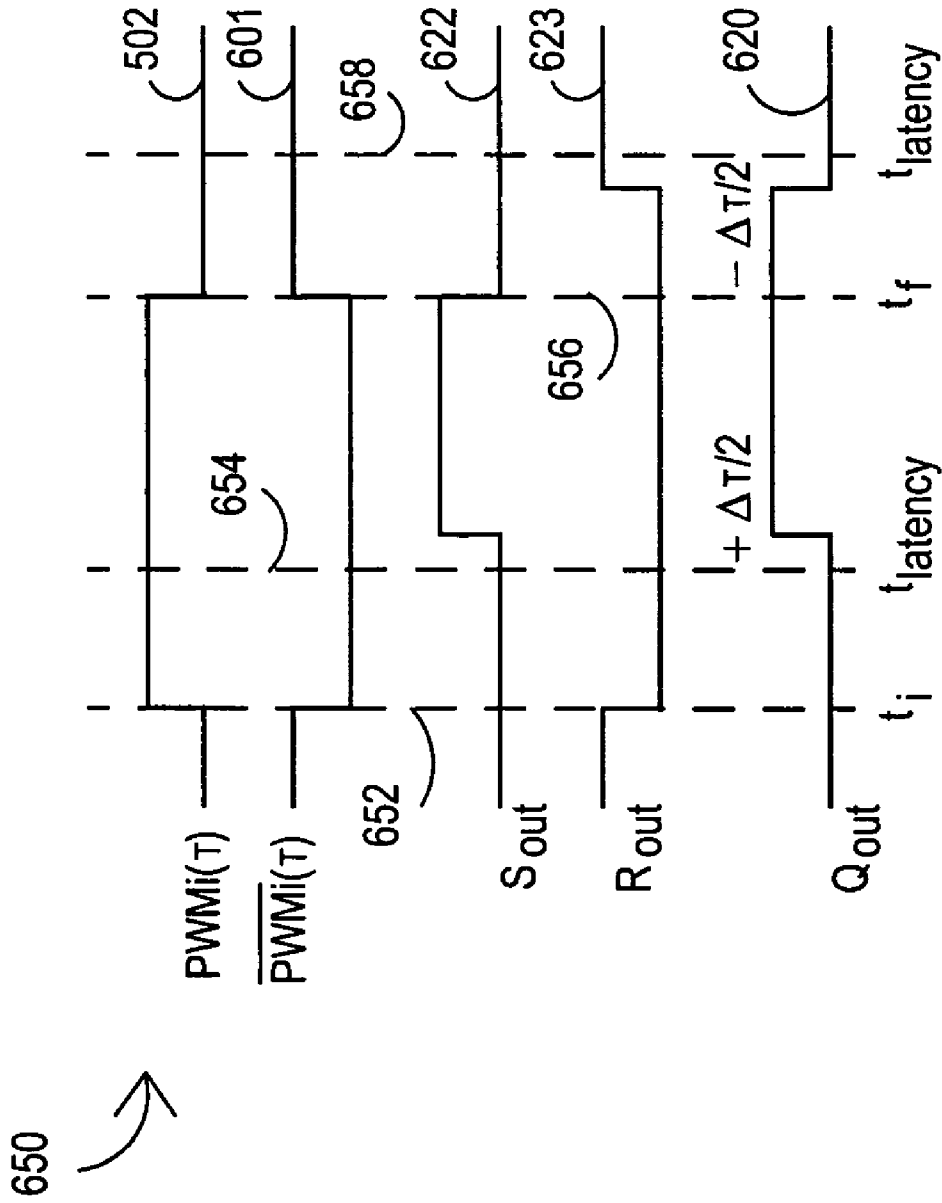 650
PWMi(τ)
502
PWMi(τ)
601
652
654
658
Sout
622
Rout
656
623
+ Δτ/2
− Δτ/2
Qout
620
ti
tlatency
tf
tlatency